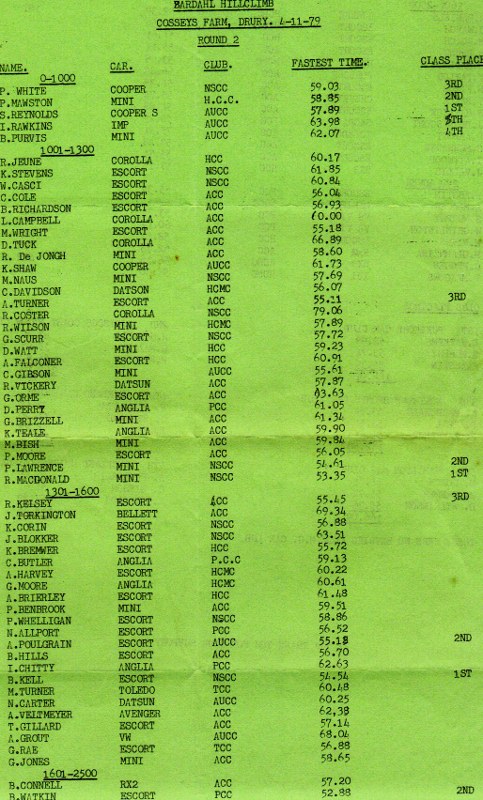 BARDAHL HILLCLIMB
COSSEYS FARM, DRURY. 4-11-79
ROUND 2
NAME. CAR. CLUB. FASTEST TIME. CLASS PLACE
0-1000
P. WHITE COOPER NSCC 59.03 3RD
P.MAWSTON MINI H.C.C. 58.85 2ND
S.REYNOLDS COOPER S AUCC 57.89 1ST
I.RAWKINS IMP AUCC 63.98 5TH
B.PURVIS MINI AUCC 62.07 4TH
1001-1300
R.JEUNE COROLLA HCC 60.17
K.STEVENS ESCORT NSCC 61.85
W.CASCI ESCORT NSCC 60.84
C.COLE ESCORT ACC 56.04
B.RICHARDSON ESCORT ACC 56.93
L.CAMPBELL COROLLA ACC 60.00
M.WRIGHT ESCORT ACC 55.18
D.TUCK COROLLA ACC 66.89
R. De JONGH MINI ACC 58.60
K.SHAW COOPER AUCC 61.73
M.NAUS MINI NSCC 57.69
C.DAVIDSON DATSON HCMC 56.07
A.TURNER ESCORT ACC 55.11 3RD
R.COSTER COROLLA NSCC 79.06
R.WILSON MINI HCMC 57.89
G.SCURR ESCORT NSCC 57.72
D.WATT MINI HCC 59.23
A.FALCONER ESCORT HCC 60.91
C.GIBSON MINI AUCC 55.61
R.VICKERY DATSUN ACC 57.87
G.ORME ESCORT ACC 63.63
D.PERRY ANGLIA PCC 61.05
G.BRIZZELL MINI ACC 61.34
K.TEALE ANGLIA ACC 59.90
M.BISH MINI ACC 59.84
P.MOORE ESCORT ACC 56.05
P.LAWRENCE MINI NSCC 54.61 2ND
R.MACDONALD MINI NSCC 53.35 1ST
1301-1600
R.KELSEY ESCORT ACC 55.45 3RD
J.TORKINGTON BELLETT ACC 69.34
K.CORIN ESCORT NSCC 56.88
J.BLOKKER ESCORT NSCC 63.51
K.BREMWER ESCORT HCC 55.72
C.BUTLER ANGLIA P.C.C 59.13
A.HARVEY ESCORT HCMC 60.22
G.MOORE ANGLIA HCMC 60.61
A.BRIERLEY ESCORT HCC 61.48
P.BENBROOK MINI ACC 59.51
P.WHELLIGAN ESCORT NSCC 58.86
N.ALLPORT ESCORT PCC 56.52
A.POULGRAIN ESCORT AUCC 55.18 2ND
B.HILLS ESCORT ACC 56.70
I.CHITTY ANGLIA PCC 62.63
B.KELL ESCORT NSCC 54.54 1ST
M.TURNER TOLEDO TCC 60.48
N.CARTER DATSUN AUCC 60.25
A.VELTMEYER AVENGER ACC 62.38
T.GILLARD ESCORT ACC 57.14
A.GROUT VW AUCC 68.04
G.RAE ESCORT TCC 56.88
G.JONES MINI ACC 58.65
1601-2500
B.CONNELL RX2 ACC 57.20
B.WATKIN ESCORT PCC 52.88 2ND